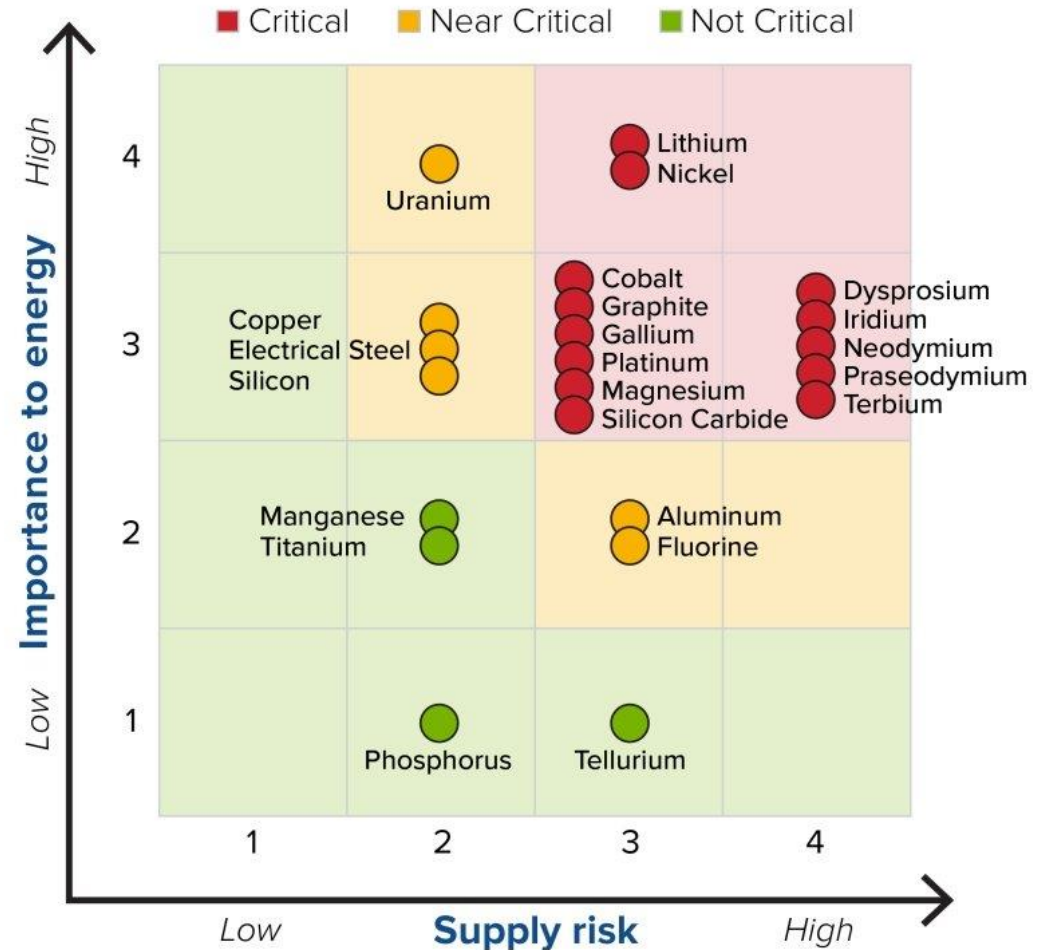 Critical
Near Critical
Not Critical
High
Importance to energy
Low
4
3
2
1
Uranium
Lithium
Nickel
Copper
Electrical Steel
Silicon
Cobalt
Graphite
Gallium
Platinum
Magnesium
Silicon Carbide
Dysprosium
Iridium
Neodymium
Praseodymium
Terbium
Manganese
Titanium
Aluminum
Fluorine
Phosphorus
Tellurium
1
2
3
4
Low
Supply risk
High